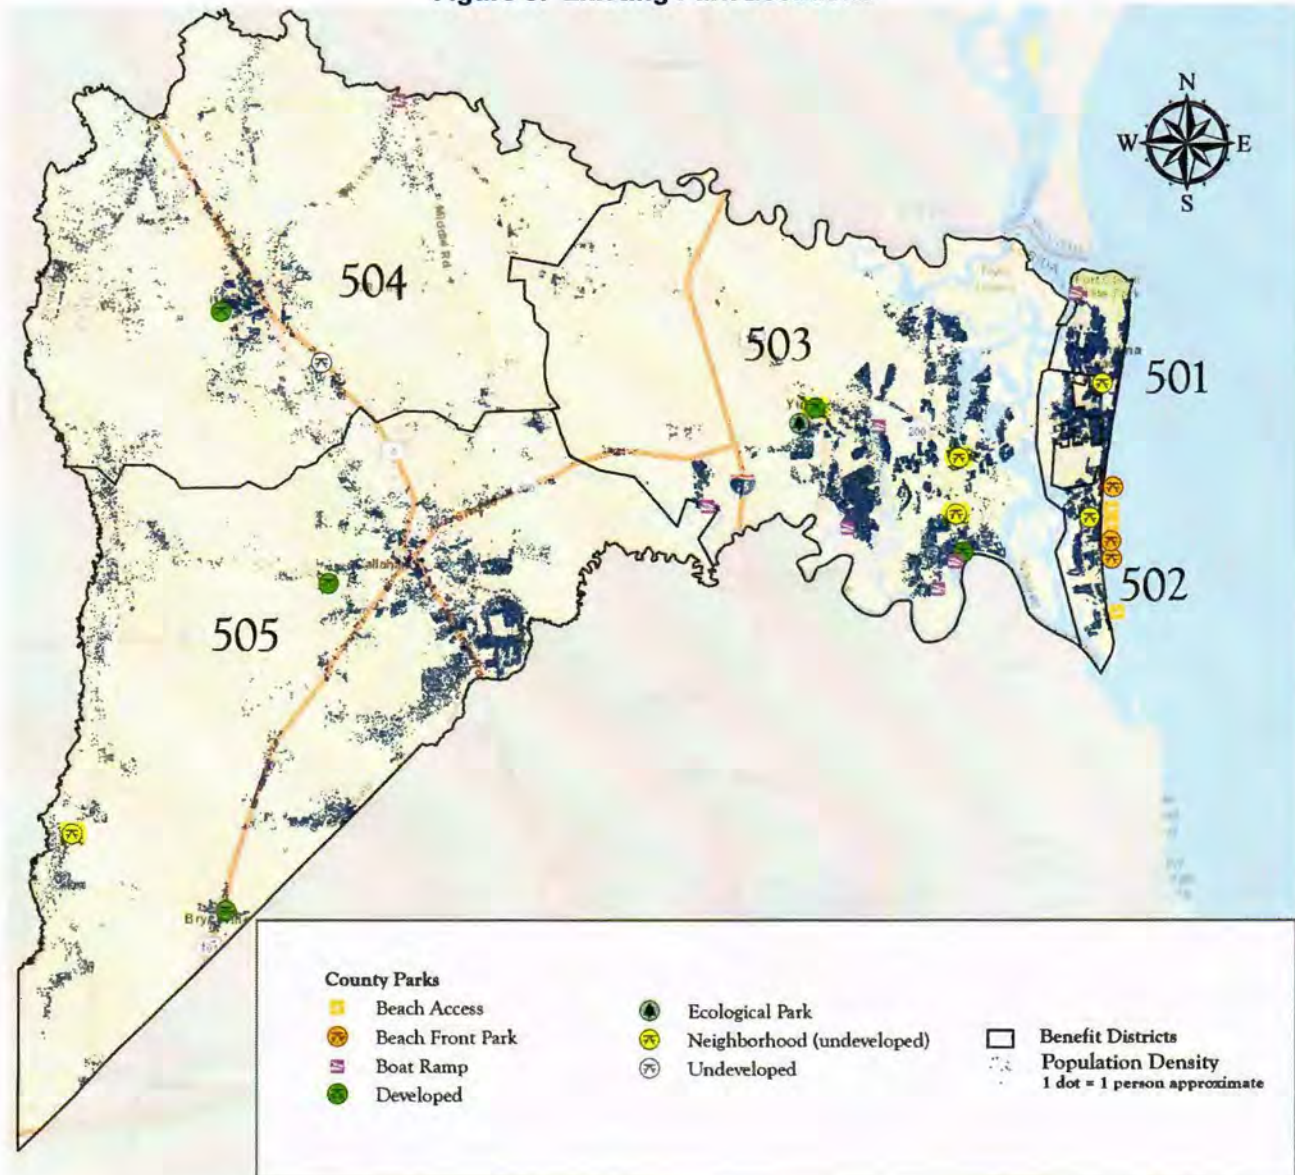 N
W E
S
Middle Rd
504
503
501
502
505
County Parks
Beach Access
Beach Front Park
Boat Ramp
Developed
Ecological Park
Neighborhood (undeveloped)
Undeveloped
Benefit Districts
Population Density
1 dot = 1 person approximate